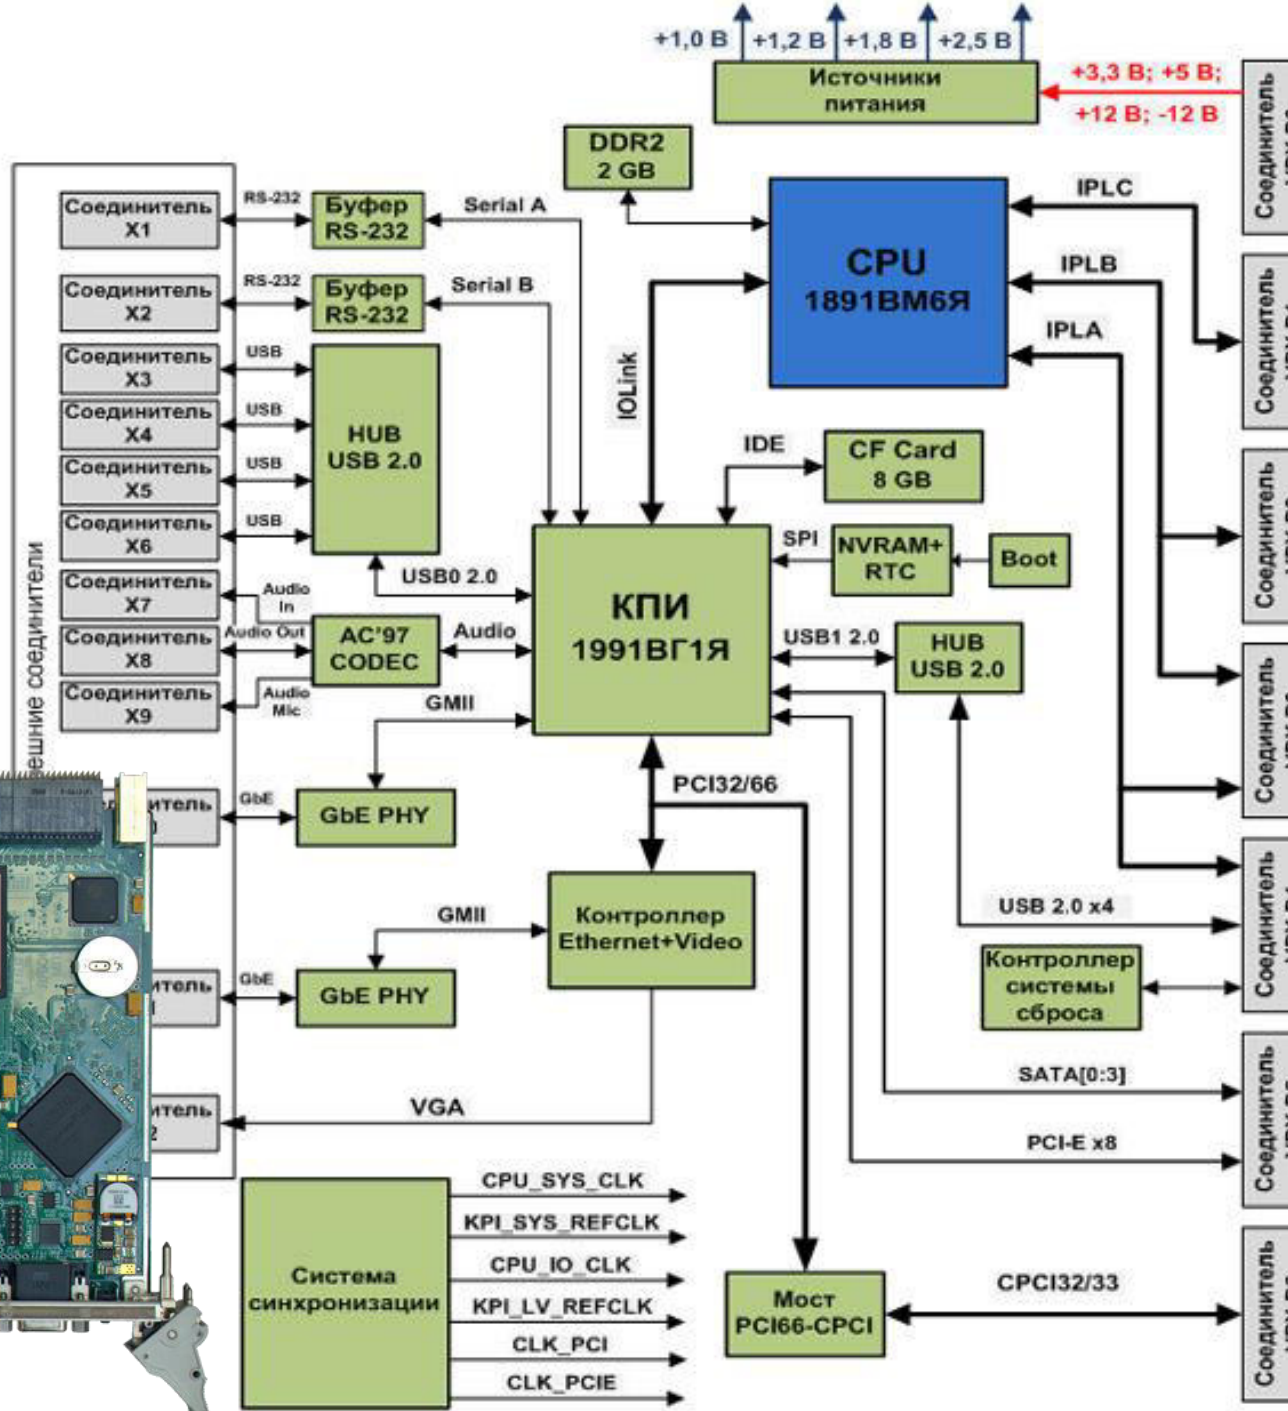 +1,0 В
+1,2 В
+1,8 В
+2,5 В
Источники
питания
+3,3 В; +5 В;
+12 В; -12 В
Соединитель
DDR2
2 GB
CPU
1891ВМ6Я
IPLC
IPLB
IPLA
Соединитель
Соединитель
X1
RS-232
Буфер
RS-232
Serial A
Соединитель
X2
RS-232
Буфер
RS-232
Serial B
Соединитель
X3
USB
Соединитель
X4
USB
Соединитель
X5
USB
Соединитель
X6
USB
HUB
USB 2.0
IOLink
IDE
CF Card
8 GB
Соединитель
SPI
NVRAM+
RTC
Boot
КПИ
1991ВГ1Я
USB0 2.0
ешние соединители
Соединитель
X7
Audio
In
Соединитель
X8
Audio Out
Соединитель
X9
Audio
Mic
AC'97
CODEC
Audio
GMII
USB1 2.0
HUB
USB 2.0
Соединитель
итель
GbE
GbE PHY
PCI32/66
Контроллер
Ethernet+Video
GMII
итель
GbE
GbE PHY
USB 2.0 x4
Контроллер
системы
сброса
Соединитель
SATA[0:3]
PCI-E x8
Соединитель
итель
2
VGA
Система
синхронизации
CPU_SYS_CLK
KPI_SYS_REFCLK
CPU_IO_CLK
KPI_LV_REFCLK
CLK_PCI
CLK_PCIE
Мост
PCI66-CPCI
CPCI32/33
Соединитель